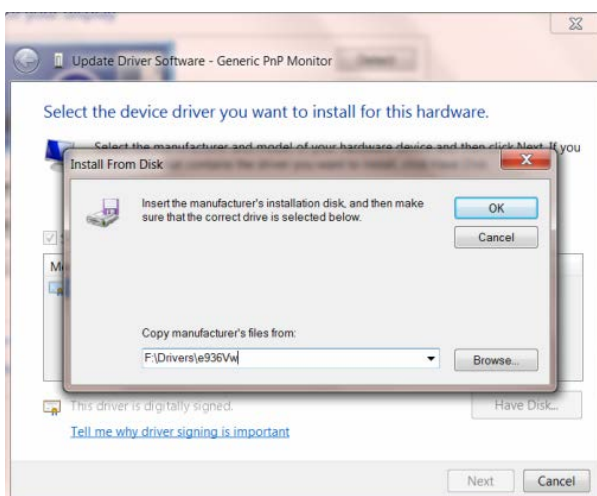 Update Driver Software - Generic PnP Monitor
Select the device driver you want to install for this hardware.
Select the manufacturer and model of your hardware device and then click Next. If you
Install From Disk
Insert the manufacturer's installation disk, and then make
sure that the correct drive is selected below.
OK
Cancel
Copy manufacturer's files from:
F:\Drivers\e936Vw
Browse...
This driver is digitally signed.
Have Disk...
Tell me why driver signing is important
Next
Cancel